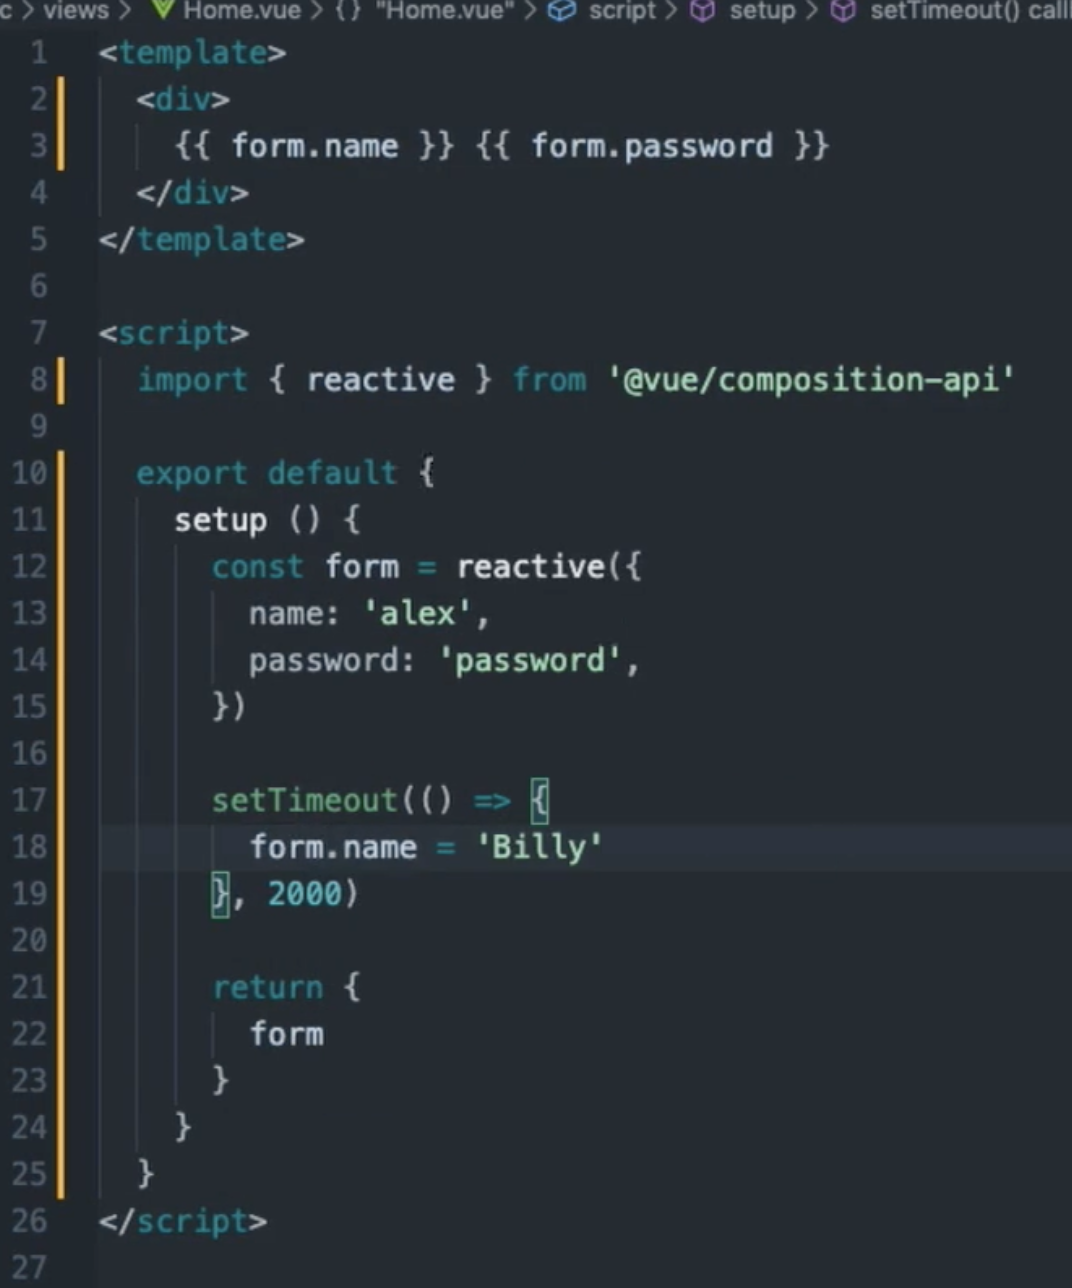 c > views > Home.vue > {} "Home.vue" > script > setup > setTimeout() call
1 <template>
2   <div>
3     {{ form.name }} {{ form.password }}
4   </div>
5 </template>
6
7 <script>
8   import { reactive } from '@vue/composition-api'
9
10   export default {
11     setup () {
12       const form = reactive({
13         name: 'alex',
14         password: 'password',
15       })
16
17       setTimeout(() => {
18         form.name = 'Billy'
19       }, 2000)
20
21       return {
22         form
23       }
24     }
25   }
26 </script>
27